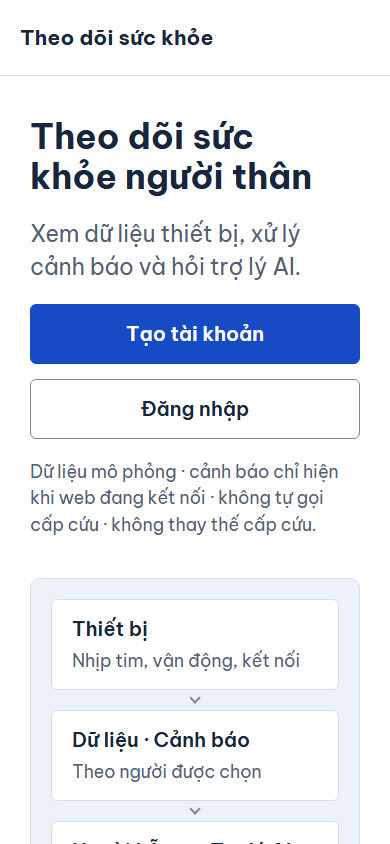 Theo dõi sức khỏe
Theo dõi sức
khỏe người thân
Xem dữ liệu thiết bị, xử lý
cảnh báo và hỏi trợ lý AI.
Tạo tài khoản
Đăng nhập
Dữ liệu mô phỏng · cảnh báo chỉ hiện
khi web đang kết nối · không tự gọi
cấp cứu · không thay thế cấp cứu.
Thiết bị
Nhịp tim, vận động, kết nối
Dữ liệu · Cảnh báo
Theo người được chọn